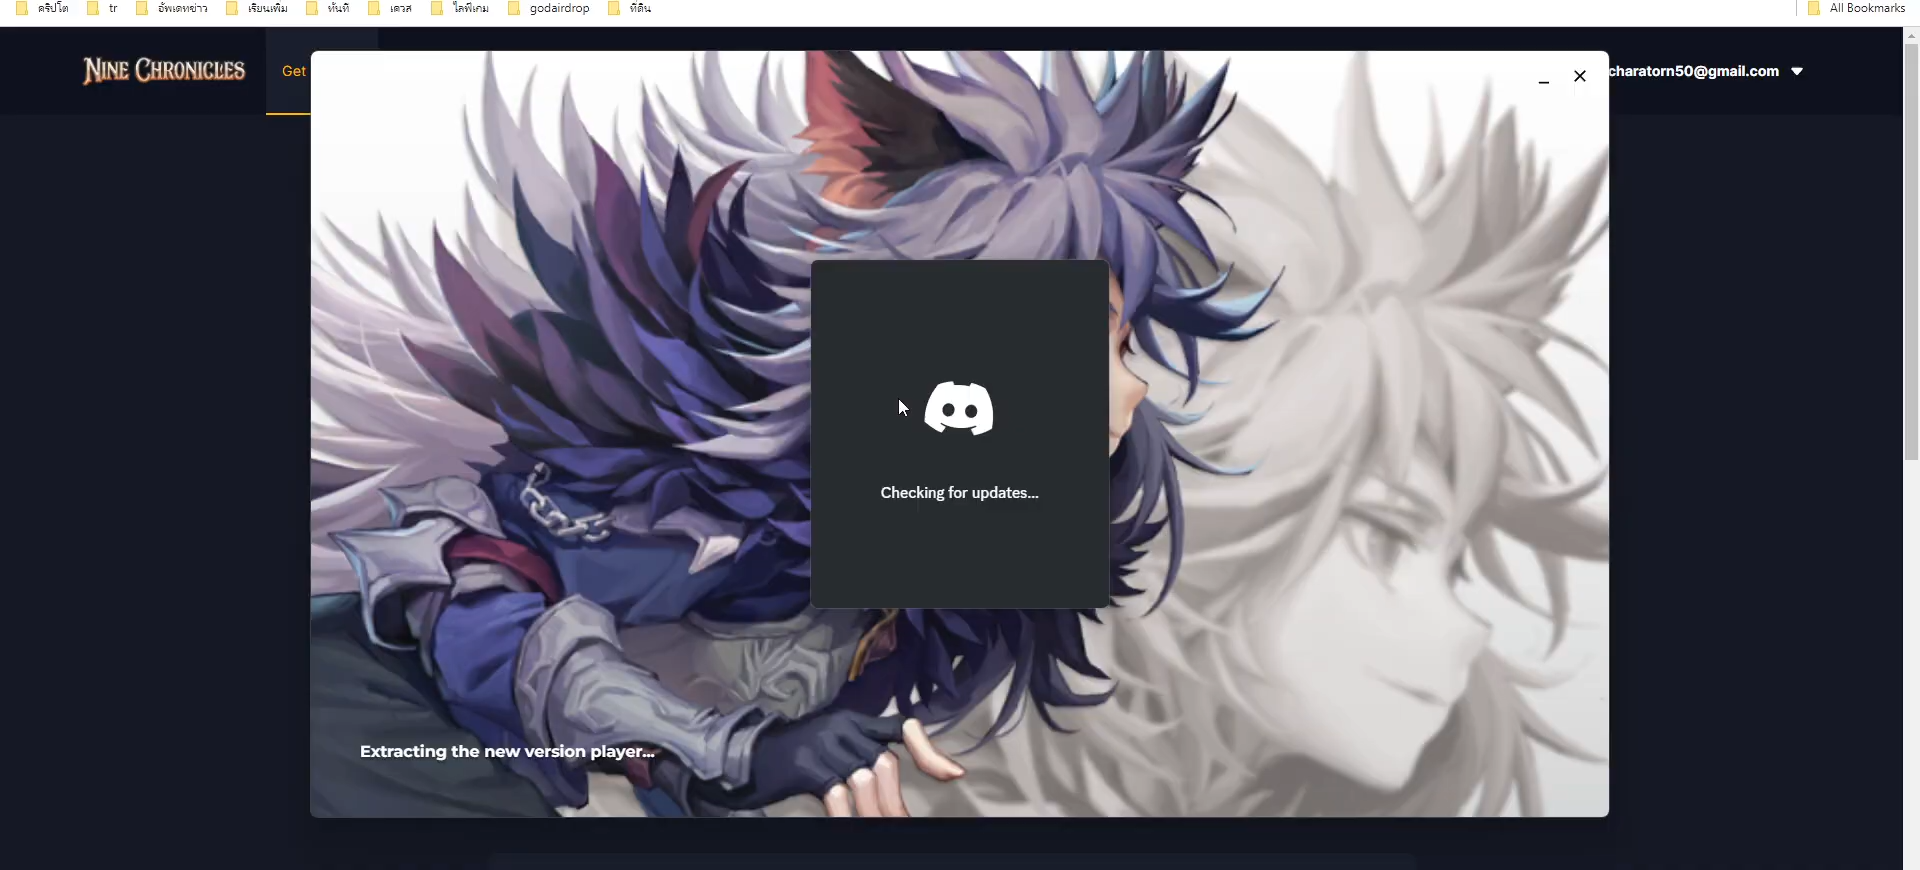 คริปโต tr อัพเดทข่าว เรียนเพิ่ม ทันที เควส ไลฟ์เกม godairdrop ที่ดิน All Bookmarks
NINE CHRONICLES Get charatorn50@gmail.com
Checking for updates...
Extracting the new version player...